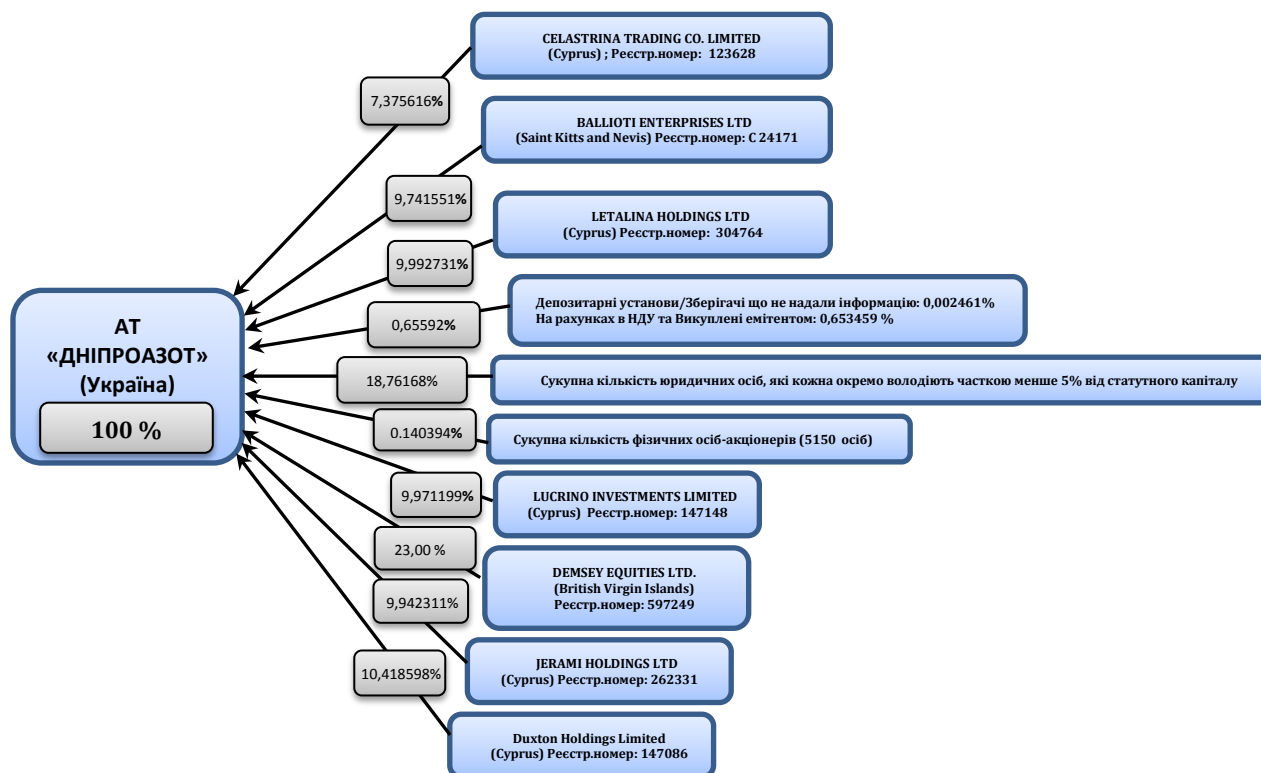 CELASTRINA TRADING CO. LIMITED
(Cyprus) ; Реєстр.номер: 123628
7,375616%
BALLIOTI ENTERPRISES LTD
(Saint Kitts and Nevis) Реєстр.номер: C 24171
9,741551%
LETALINA HOLDINGS LTD
(Cyprus) Реєстр.номер: 304764
9,992731%
Депозитарні установи/Зберігачі що не надали інформацію: 0,002461%
На рахунках в НДУ та Викуплені емітентом: 0,653459 %
0,65592%
АТ
«ДНІПРОАЗОТ»
(Україна)
100 %
18,76168%
Сукупна кількість юридичних осіб, які кожна окремо володіють часткою менше 5% від статутного капіталу
0.140394%
Сукупна кількість фізичних осіб-акціонерів (5150 осіб)
9,971199%
LUCRINO INVESTMENTS LIMITED
(Cyprus) Реєстр.номер: 147148
23,00 %
DEMSEY EQUITIES LTD.
(British Virgin Islands)
Реєстр.номер: 597249
9,942311%
JERAMI HOLDINGS LTD
(Cyprus) Реєстр.номер: 262331
10,418598%
Duxton Holdings Limited
(Cyprus) Реєстр.номер: 147086